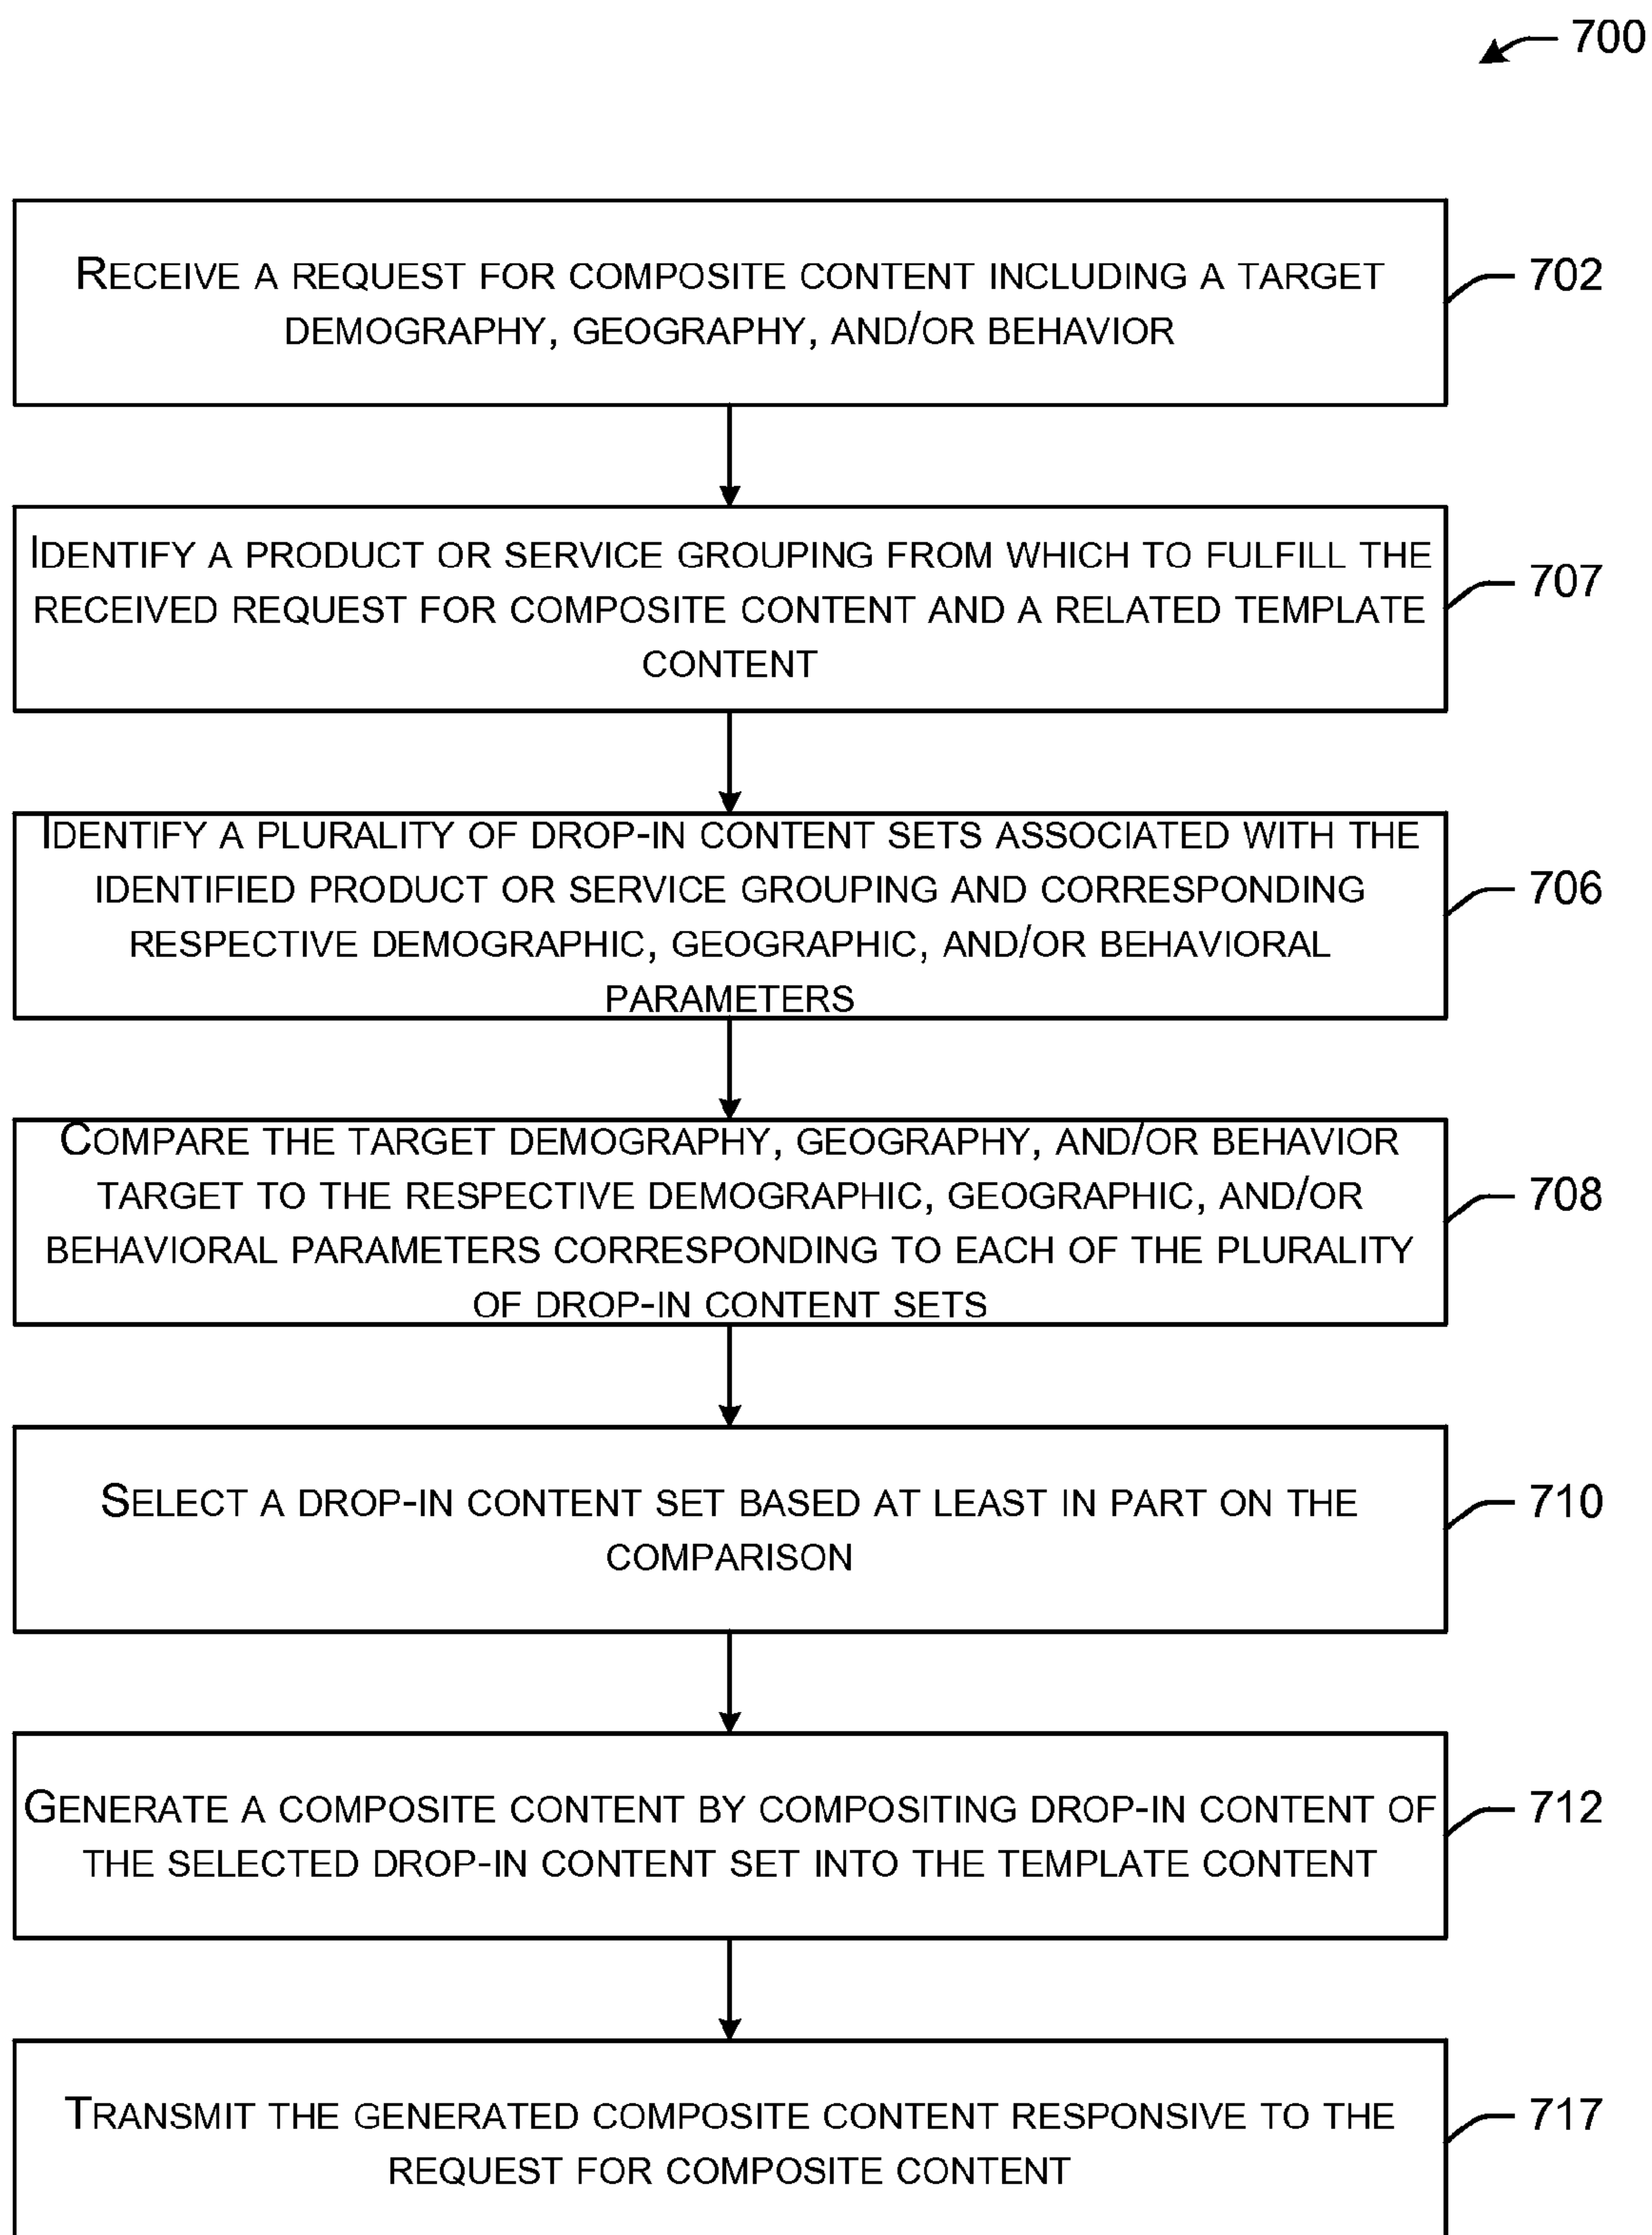 700
RECEIVE A REQUEST FOR COMPOSITE CONTENT INCLUDING A TARGET
DEMOGRAPHY, GEOGRAPHY, AND/OR BEHAVIOR
702
IDENTIFY A PRODUCT OR SERVICE GROUPING FROM WHICH TO FULFILL THE
RECEIVED REQUEST FOR COMPOSITE CONTENT AND A RELATED TEMPLATE
CONTENT
707
IDENTIFY A PLURALITY OF DROP-IN CONTENT SETS ASSOCIATED WITH THE
IDENTIFIED PRODUCT OR SERVICE GROUPING AND CORRESPONDING
RESPECTIVE DEMOGRAPHIC, GEOGRAPHIC, AND/OR BEHAVIORAL
PARAMETERS
706
COMPARE THE TARGET DEMOGRAPHY, GEOGRAPHY, AND/OR BEHAVIOR
TARGET TO THE RESPECTIVE DEMOGRAPHIC, GEOGRAPHIC, AND/OR
BEHAVIORAL PARAMETERS CORRESPONDING TO EACH OF THE PLURALITY
OF DROP-IN CONTENT SETS
708
SELECT A DROP-IN CONTENT SET BASED AT LEAST IN PART ON THE
COMPARISON
710
GENERATE A COMPOSITE CONTENT BY COMPOSITING DROP-IN CONTENT OF
THE SELECTED DROP-IN CONTENT SET INTO THE TEMPLATE CONTENT
712
TRANSMIT THE GENERATED COMPOSITE CONTENT RESPONSIVE TO THE
REQUEST FOR COMPOSITE CONTENT
717